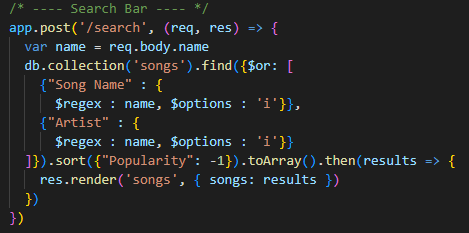 /* ---- Search Bar ---- */
app.post('/search', (req, res) => {
  var name = req.body.name
  db.collection('songs').find({$or: [
    {"Song Name" : {
      $regex : name, $options : 'i'}},
    {"Artist" : {
      $regex : name, $options : 'i'}}
  ]}).sort({"Popularity": -1}).toArray().then(results => {
    res.render('songs', { songs: results })
  })
})